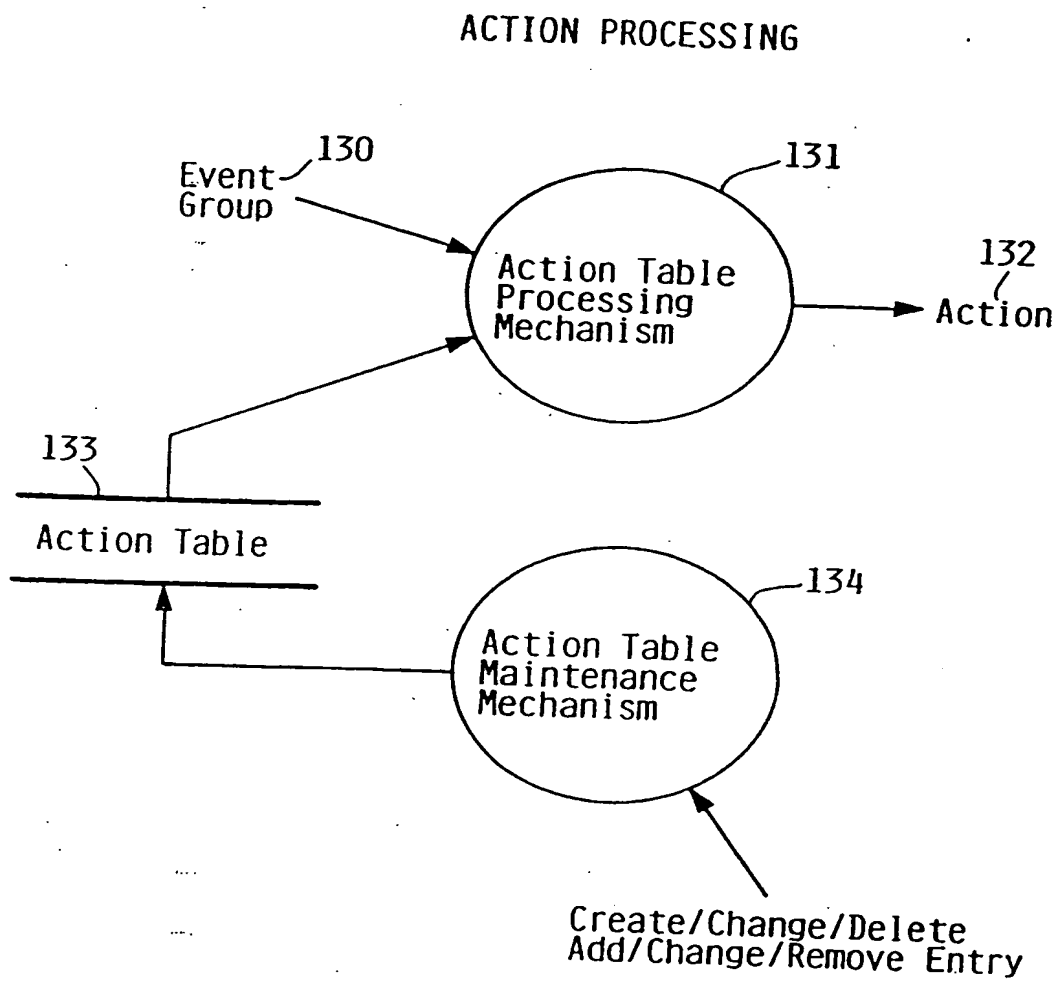 ACTION PROCESSING
130
Event
Group
131
Action Table
Processing
Mechanism
132
Action
133
Action Table
134
Action Table
Maintenance
Mechanism
Create/Change/Delete
Add/Change/Remove Entry